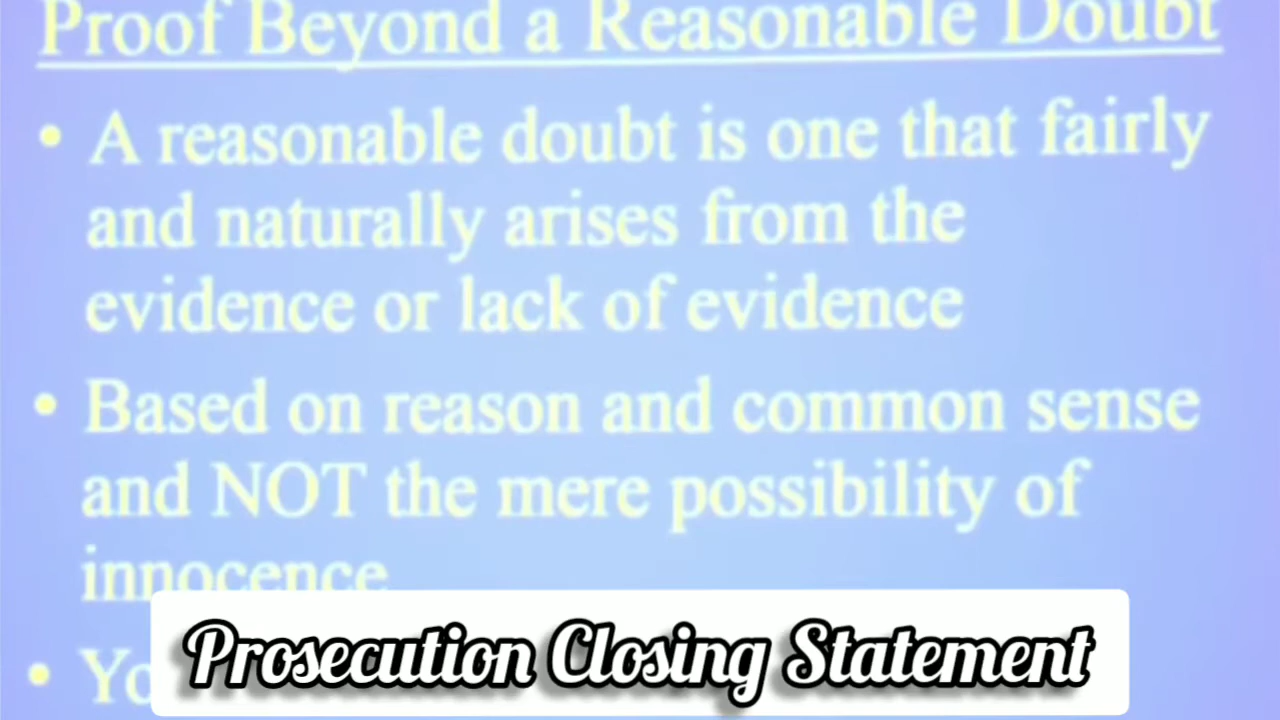 Proof Beyond a Reasonable Doubt
• A reasonable doubt is one that fairly
and naturally arises from the
evidence or lack of evidence
• Based on reason and common sense
and NOT the mere possibility of
innocence
•
Prosecution Closing Statement